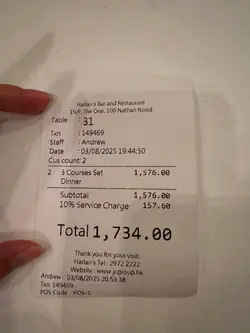 Harlan's Bar and Restaurant
19/F, The One, 100 Nathan Road
Table : 31
Txn : 149469
Staff : Andrew
Date : 03/08/2025 19:44:50
Cus count: 2
2 3 Courses Set 1,576.00
Dinner
Subtotal 1,576.00
10% Service Charge 157.60
Total 1,734.00
Thank you for your visit.
Harlan's Tel : 2972 2222
Website : www.jcgroup.hk
Andrew : 03/08/2025 20:53:38
Txn 149469
POS Code : POS-1